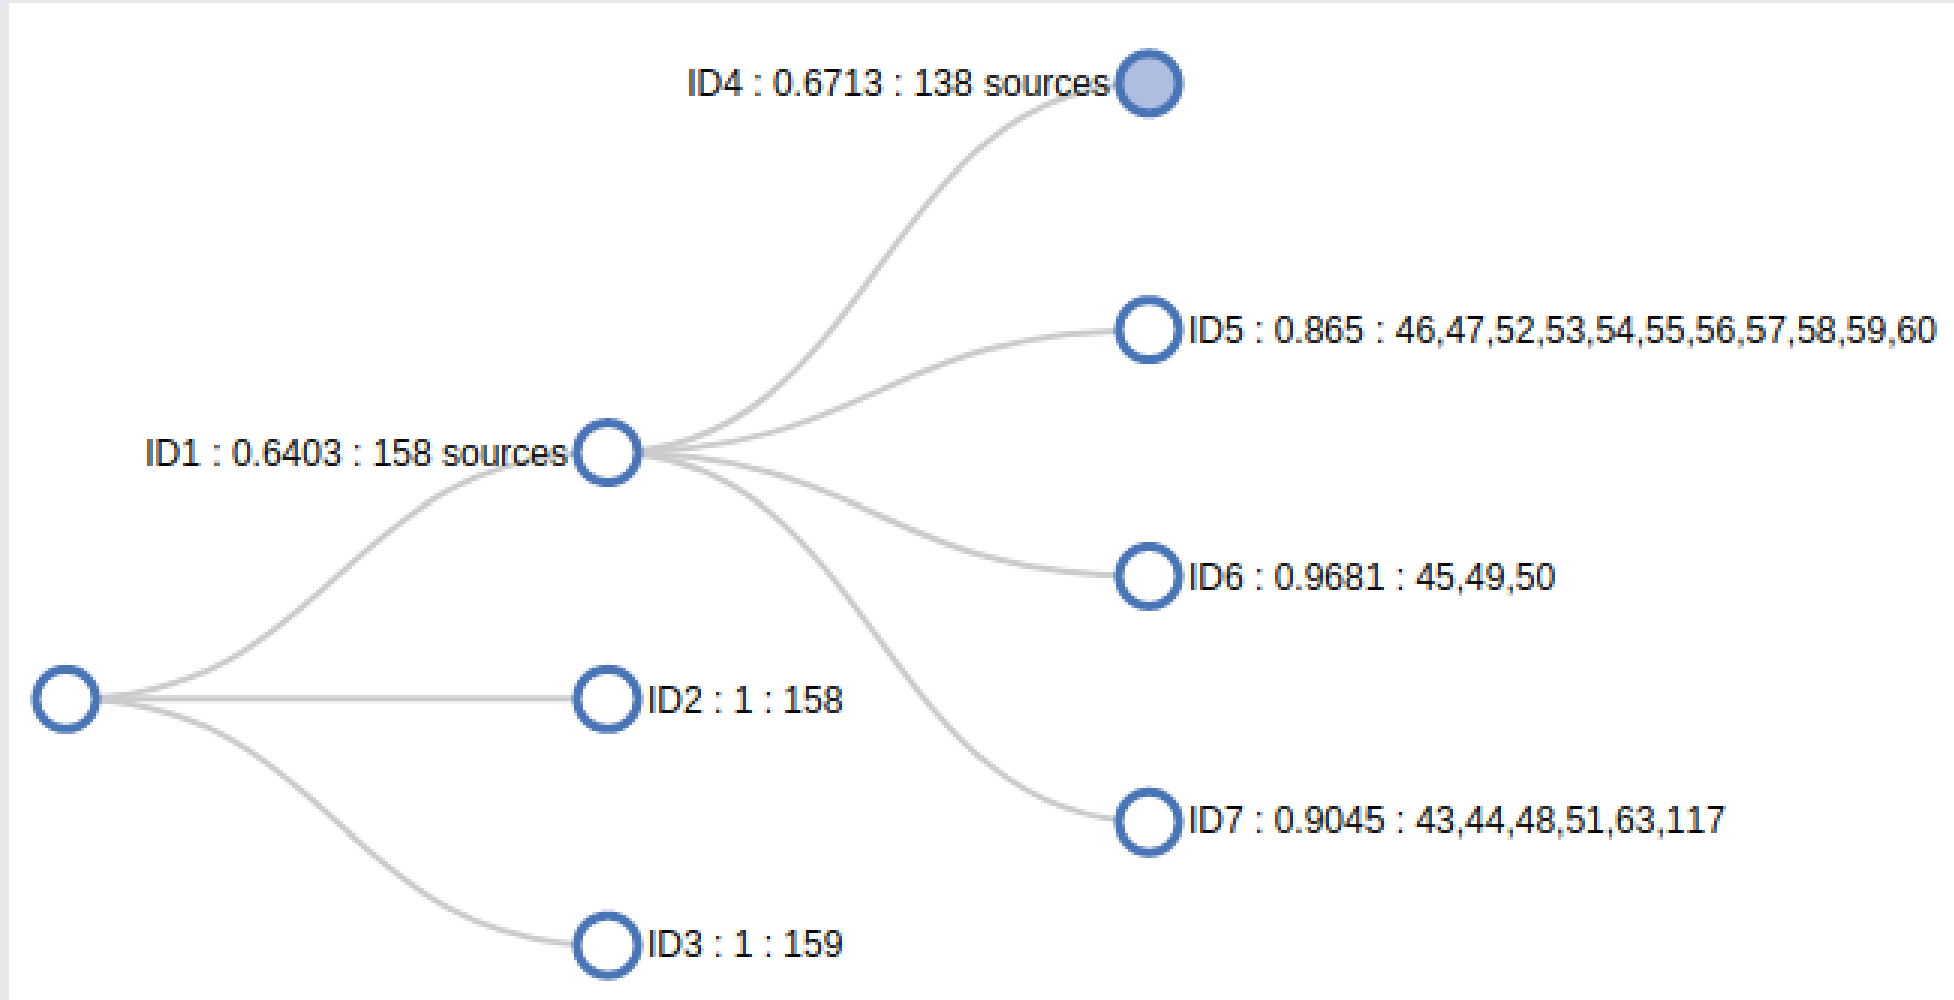 ID4 : 0.6713 : 138 sources
ID5 : 0.865 : 46,47,52,53,54,55,56,57,58,59,60
ID1 : 0.6403 : 158 sources
ID6 : 0.9681 : 45,49,50
ID2 : 1 : 158
ID7 : 0.9045 : 43,44,48,51,63,117
ID3 : 1 : 159